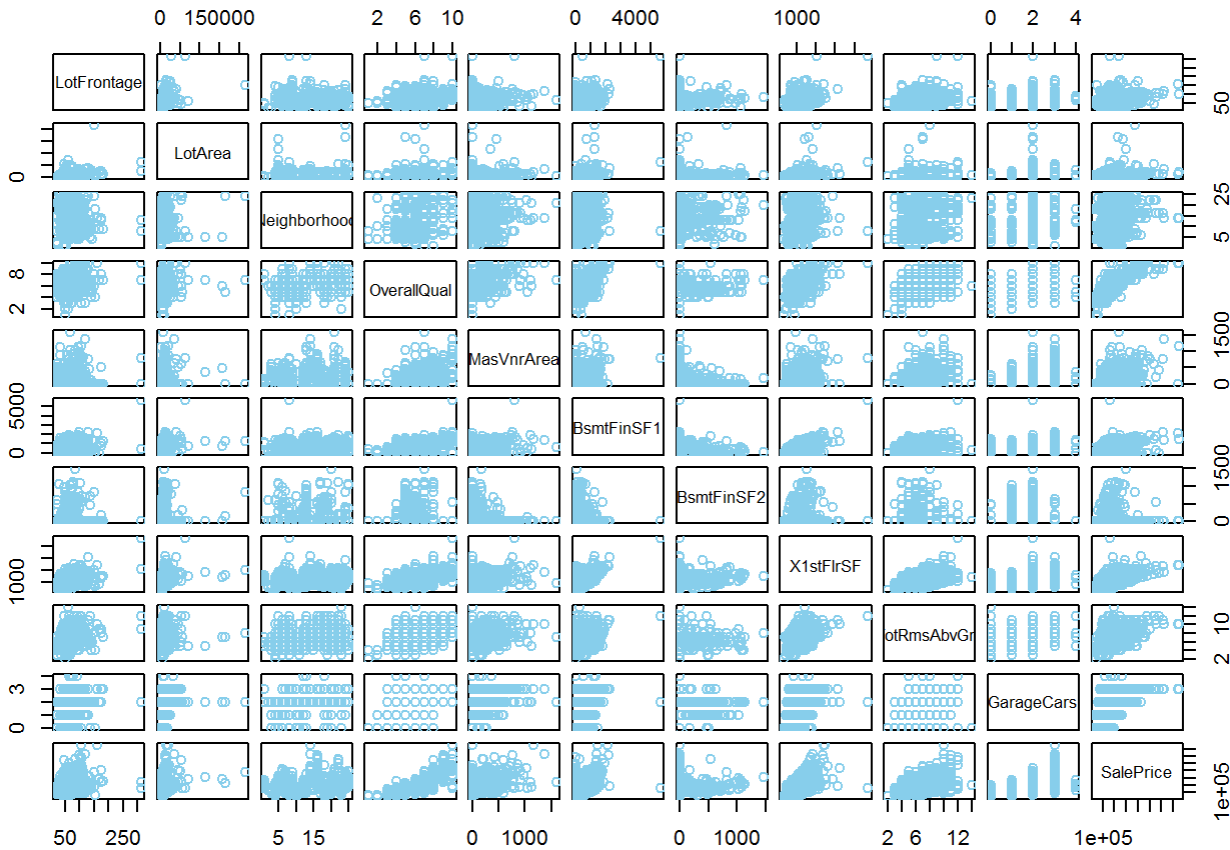 0 150000 2 6 10 0 4000 1000 0 2 4
LotFrontage 50
0 LotArea
Neighborhood 5 25
2 8 OverallQual
MasVnrArea 0 1500
0 5000 BsmtFinSF1
BsmtFinSF2 0 1500
1000 X1stFlrSF
otRmsAbvGr 2 10
0 3 GarageCars
SalePrice 1e+05
50 250 5 15 0 1000 0 1000 2 6 12 1e+05